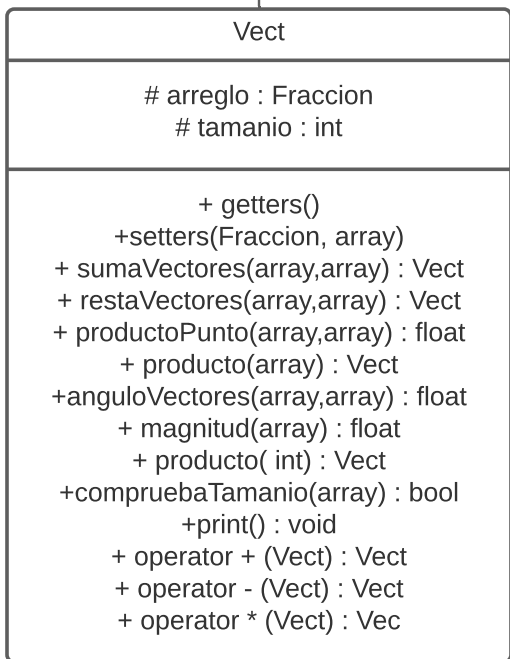 Vect
# arreglo : Fraccion
# tamanio : int
+ getters()
+setters(Fraccion, array)
+ sumaVectores(array,array) : Vect
+ restaVectores(array,array) : Vect
+ productoPunto(array,array) : float
+ producto(array) : Vect
+anguloVectores(array,array) : float
+ magnitud(array) : float
+ producto( int) : Vect
+compruebaTamanio(array) : bool
+print() : void
+ operator + (Vect) : Vect
+ operator - (Vect) : Vect
+ operator * (Vect) : Vec